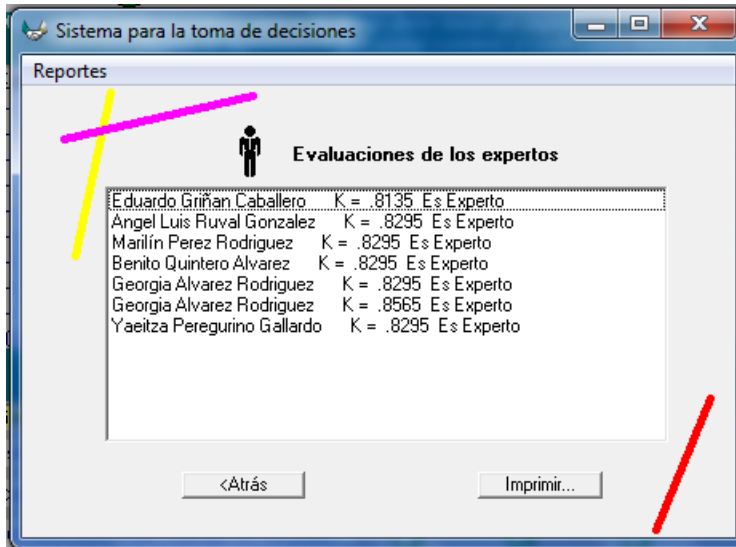 Sistema para la toma de decisiones
Reportes
Evaluaciones de los expertos
Eduardo Griñan Caballero K = .8135 Es Experto
Angel Luis Ruval Gonzalez K = .8295 Es Experto
Marilín Perez Rodriguez K = .8295 Es Experto
Benito Quintero Alvarez K = .8295 Es Experto
Georgia Alvarez Rodriguez K = .8295 Es Experto
Georgia Alvarez Rodriguez K = .8565 Es Experto
Yaeitza Peregurino Gallardo K = .8295 Es Experto
<Atrás Imprimir...